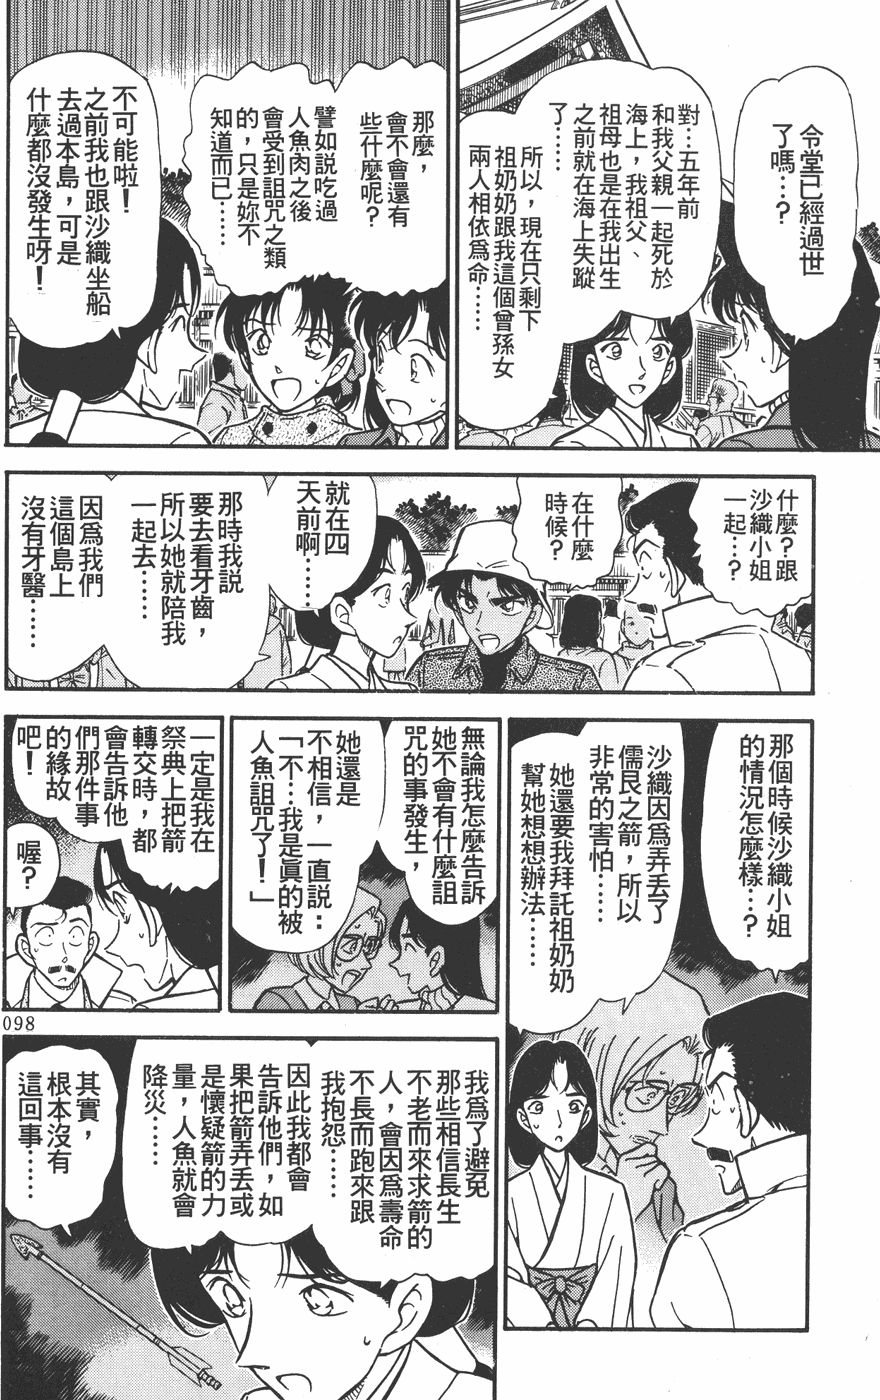 令堂已經過世
了嗎…？
對…五年前
和我父親一起死於
海上，我祖父、
祖母也是在我出生
之前就在海上失蹤
了……
所以，現在只剩下
祖奶奶跟我這個曾孫女
兩人相依爲命……
那麼，
會不會還有
些什麼呢？
譬如說吃過
人魚肉之後
會受到詛咒之類
的，只是妳不
知道而已…
不可能啦！
之前我也跟沙織坐船
去過本島，可是
什麼都沒發生呀！
什麼？跟
沙織小姐
一起…？
在什麼
時候？
就在四
天前啊……
那時我說
要去看牙齒，
所以她就陪我
一起去……
因爲我們
這個島上
沒有牙醫……
那個時候沙織小姐
的情況怎麼樣…？
沙織因爲弄丟了
儒艮之箭，所以
非常的害怕……
她還要我拜託祖奶奶
幫她想想辦法……
無論我怎麼告訴
她不會有什麼詛
咒的事發生，
她還是
不相信，一直說：
「不…我是眞的被
人魚詛咒了！」
一定是我在
祭典上把箭
轉交時，都
會告訴他
們那件事
的緣故
吧！
喔？
098
我爲了避免
那些相信長生
不老而來求箭的
人，會因爲壽命
不長而跑來跟
我抱怨…
因此我都會
告訴他們，如
果把箭弄丟或
是懷疑箭的力
量，人魚就會
降災…
其實，
根本沒有
這回事……